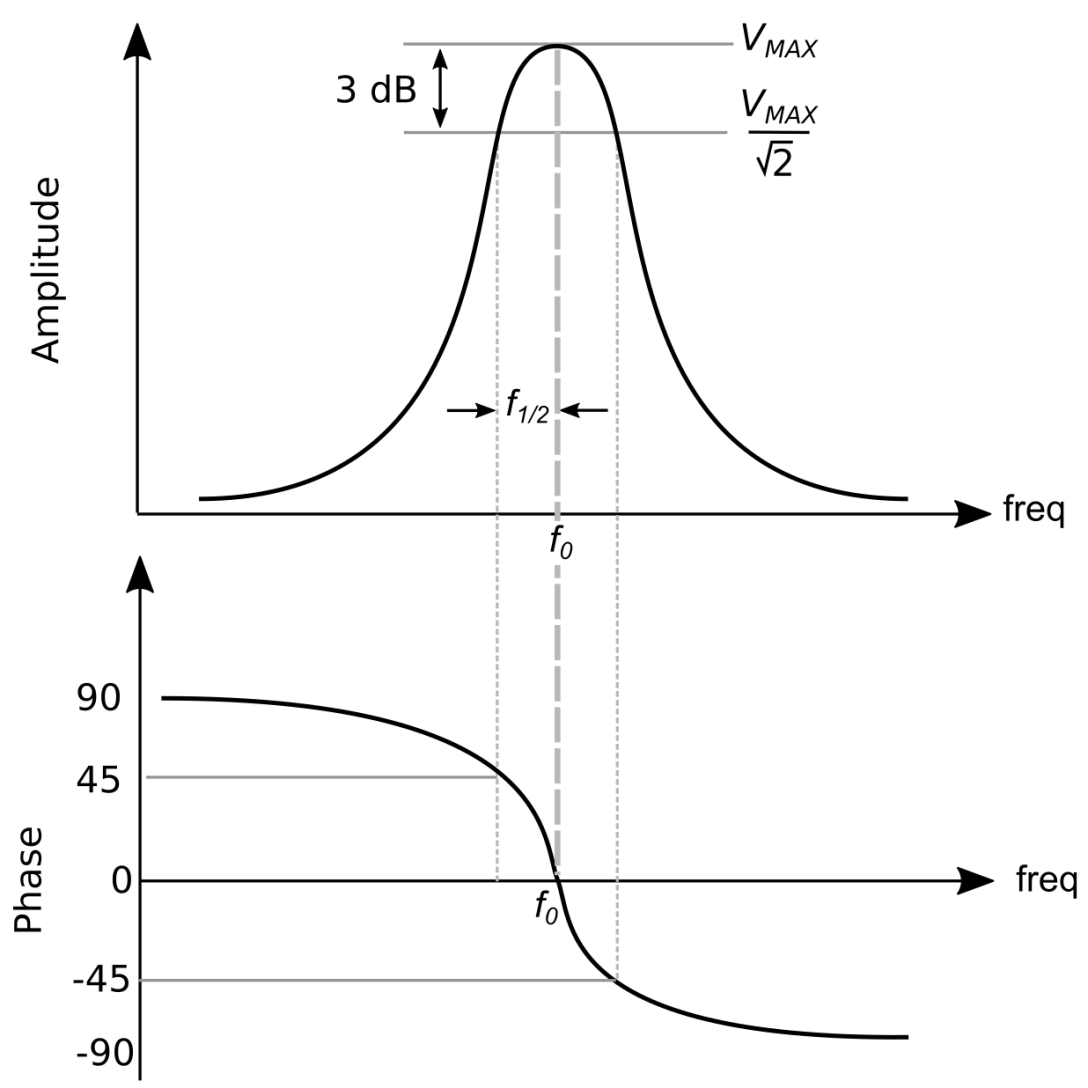 V_MAX
3 dB
V_MAX
√2
Amplitude
f_1/2
freq
f_0
90
45
Phase
0
freq
f_0
-45
-90